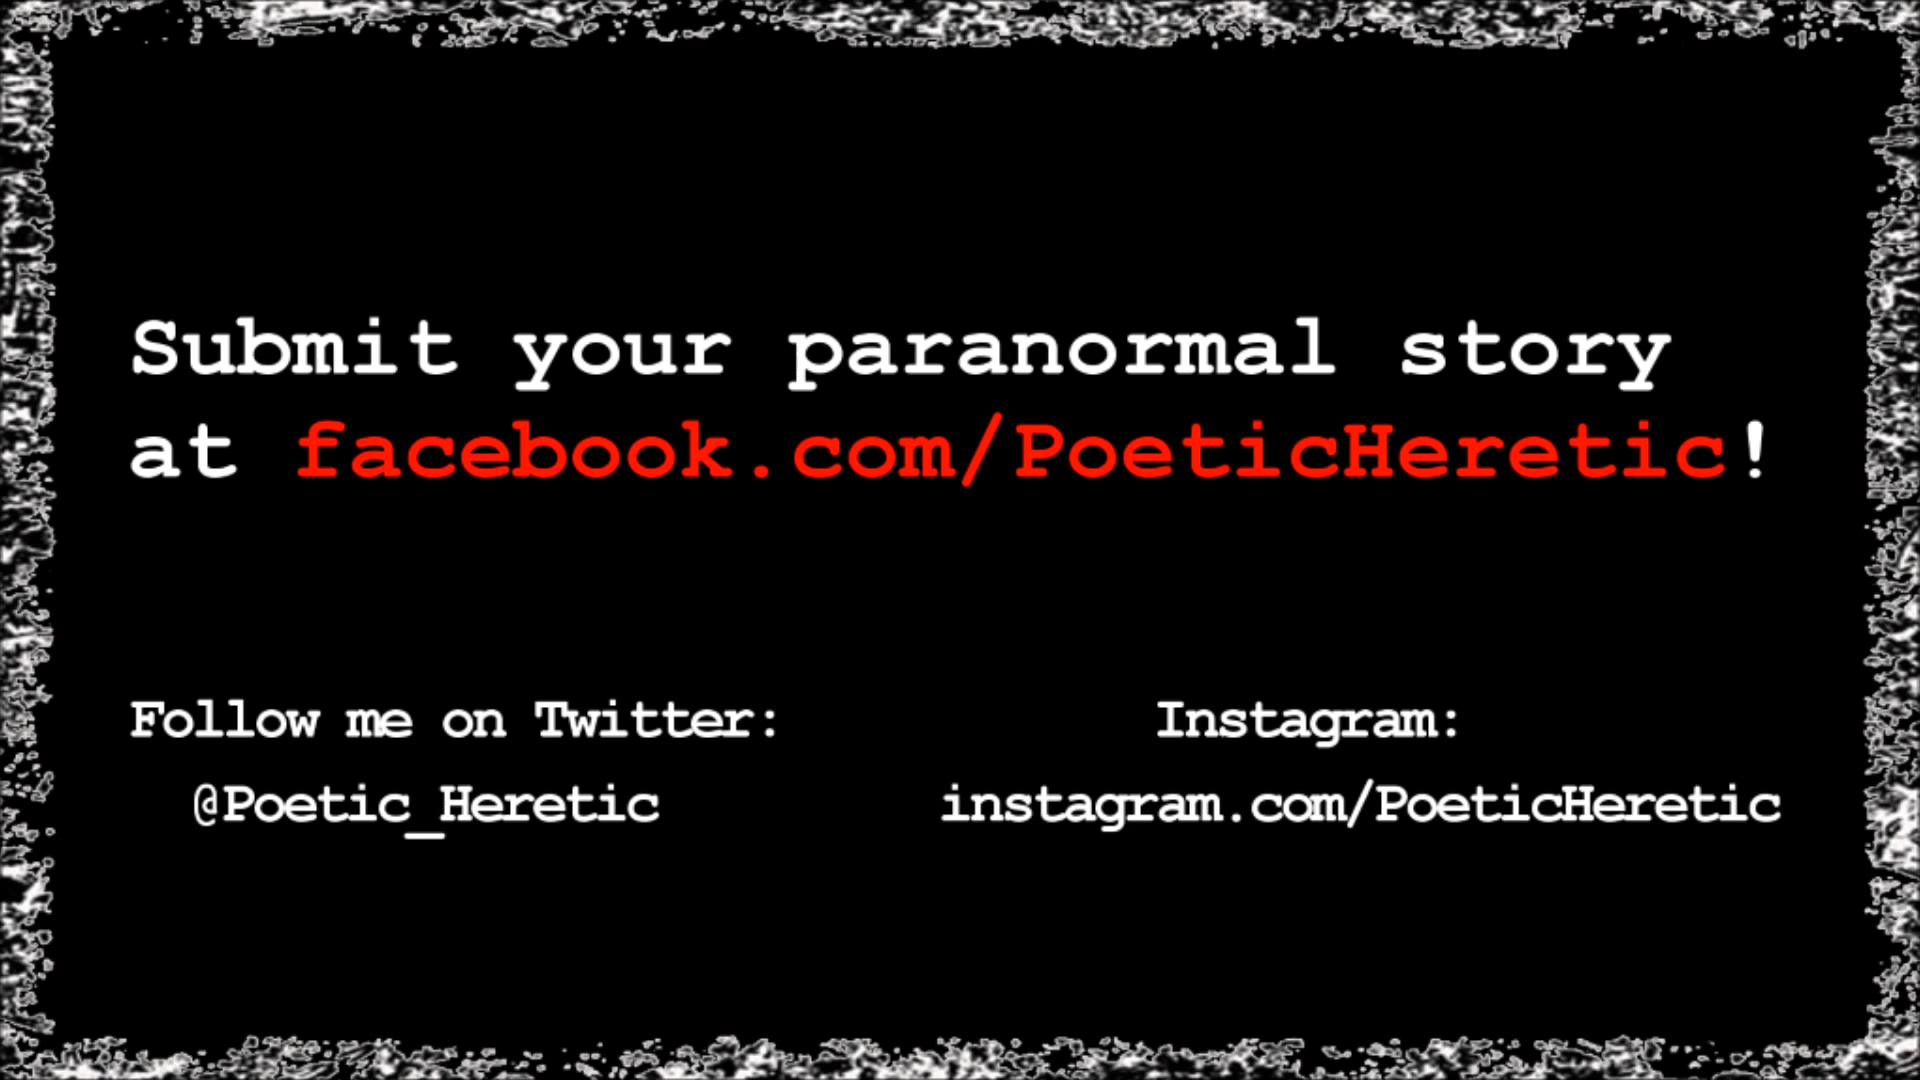 Submit your paranormal story
at facebook.com/PoeticHeretic!
Follow me on Twitter:
@Poetic_Heretic
Instagram:
instagram.com/PoeticHeretic